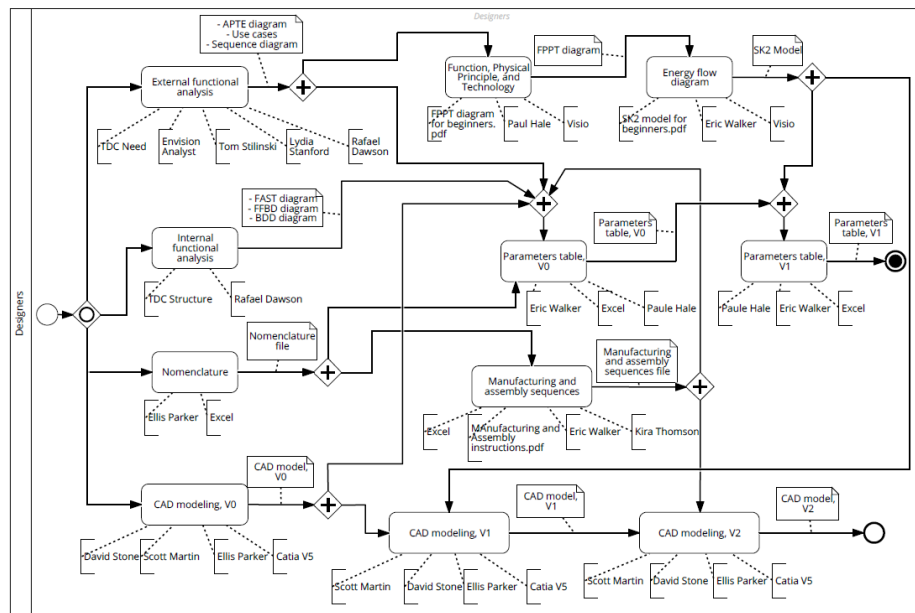 Designers
Designers
- APTE diagram
- Use cases
- Sequence diagram
External functional
analysis
TDC Need
Envision
Analyst
Tom Stilinski
Lydia
Stanford
Rafael
Dawson
Function, Physical
Principle, and
Technology
FPPT diagram
for beginners.
pdf
Paul Hale
Visio
FPPT diagram
Energy flow
diagram
SK2 model for
beginners.pdf
Eric Walker
Visio
SK2 Model
- FAST diagram
- FFBD diagram
- BDD diagram
Internal
functional
analysis
TDC Structure
Rafael Dawson
Parameters table,
V0
Eric Walker
Excel
Paule Hale
Parameters
table, V0
Parameters table,
V1
Paule Hale
Eric Walker
Excel
Parameters
table, V1
Nomenclature
Ellis Parker
Excel
Nomenclature
file
Manufacturing and
assembly sequences
Excel
MAnufacturing and
Assembly
instructions.pdf
Eric Walker
Kira Thomson
Manufacturing
and assembly
sequences file
CAD modeling, V0
David Stone
Scott Martin
Ellis Parker
Catia V5
CAD model,
V0
CAD modeling, V1
Scott Martin
David Stone
Ellis Parker
Catia V5
CAD model,
V1
CAD modeling, V2
Scott Martin
David Stone
Ellis Parker
Catia V5
CAD model,
V2